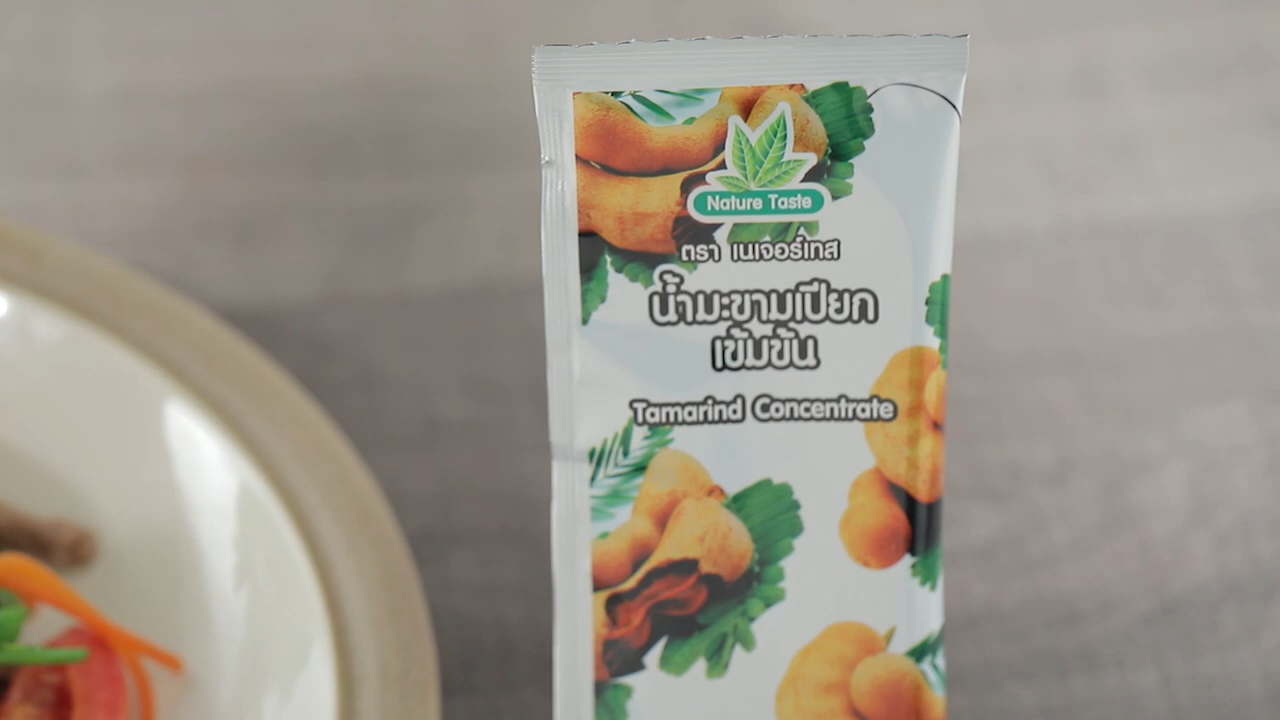 Nature Taste
ตรา เนเจอร์เทส
น้ำมะขามเปียก
เข้มข้น
Tamarind Concentrate